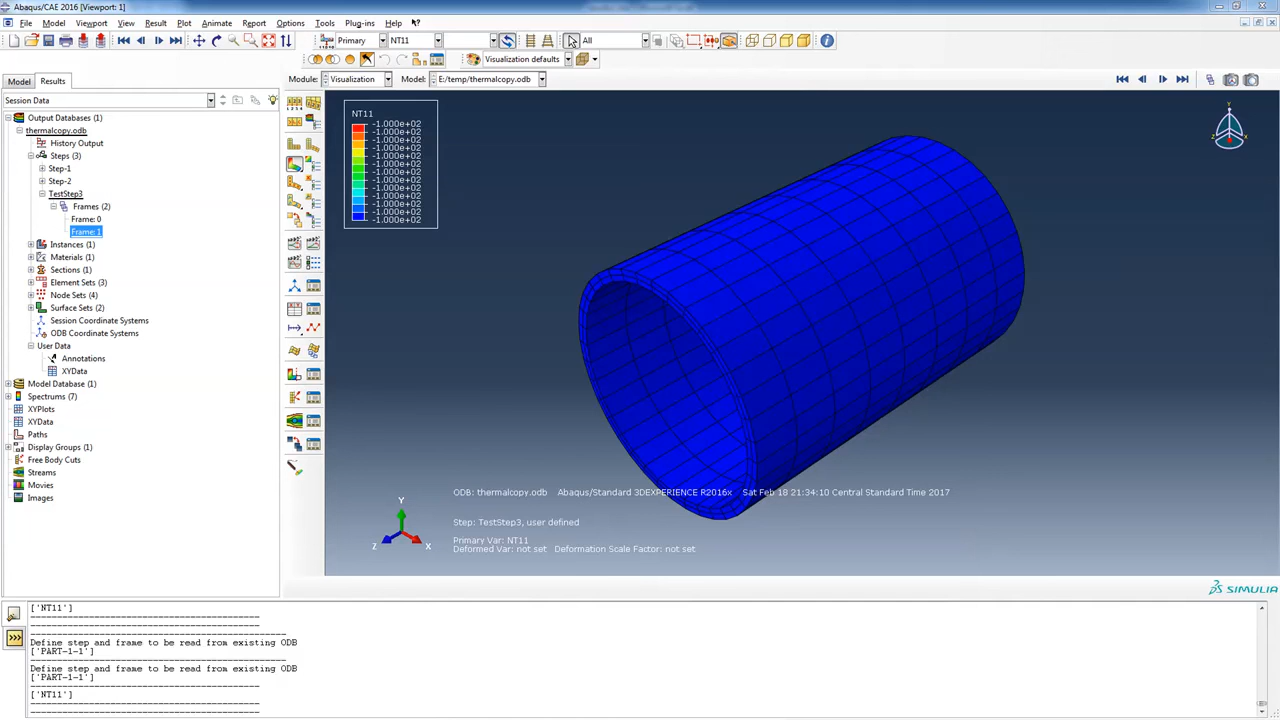 Abaqus/CAE 2016 [Viewport: 1]
File Model Viewport View Result Plot Animate Report Options Tools Plug-ins Help
Primary NT11 All
Visualization defaults
Model Results Module: Visualization Model: E:/temp/thermalcopy.odb
Session Data
Output Databases (1)
thermalcopy.odb
History Output
Steps (3)
Step-1
Step-2
TestStep3
Frames (2)
Frame: 0
Frame: 1
Instances (1)
Materials (1)
Sections (1)
Element Sets (3)
Node Sets (4)
Surface Sets (2)
Session Coordinate Systems
ODB Coordinate Systems
User Data
Annotations
XYData
Model Database (1)
Spectrums (7)
XYPlots
XYData
Paths
Display Groups (1)
Free Body Cuts
Streams
Movies
Images
NT11
-1.000e+02
-1.000e+02
-1.000e+02
-1.000e+02
-1.000e+02
-1.000e+02
-1.000e+02
-1.000e+02
-1.000e+02
-1.000e+02
-1.000e+02
-1.000e+02
-1.000e+02
Y
Z X
Y
Z X
ODB: thermalcopy.odb Abaqus/Standard 3DEXPERIENCE R2016x Sat Feb 18 21:34:10 Central Standard Time 2017
Step: TestStep3, user defined
Primary Var: NT11
Deformed Var: not set Deformation Scale Factor: not set
SIMULIA
['NT11']
Define step and frame to be read from existing ODB
['PART-1-1']
Define step and frame to be read from existing ODB
['PART-1-1']
['NT11']